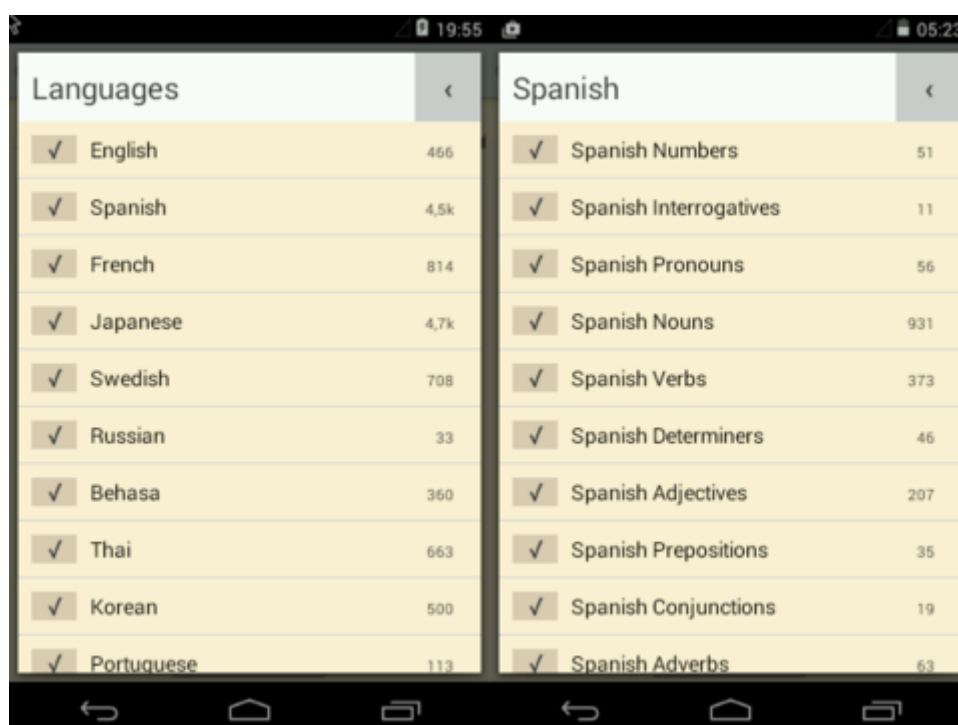 19:55
Languages
√ English 466
√ Spanish 4,5k
√ French 814
√ Japanese 4,7k
√ Swedish 708
√ Russian 33
√ Behasa 360
√ Thai 663
√ Korean 500
√ Portuguese 113
05:23
Spanish
√ Spanish Numbers 51
√ Spanish Interrogatives 11
√ Spanish Pronouns 56
√ Spanish Nouns 931
√ Spanish Verbs 373
√ Spanish Determiners 46
√ Spanish Adjectives 207
√ Spanish Prepositions 35
√ Spanish Conjunctions 19
√ Spanish Adverbs 63